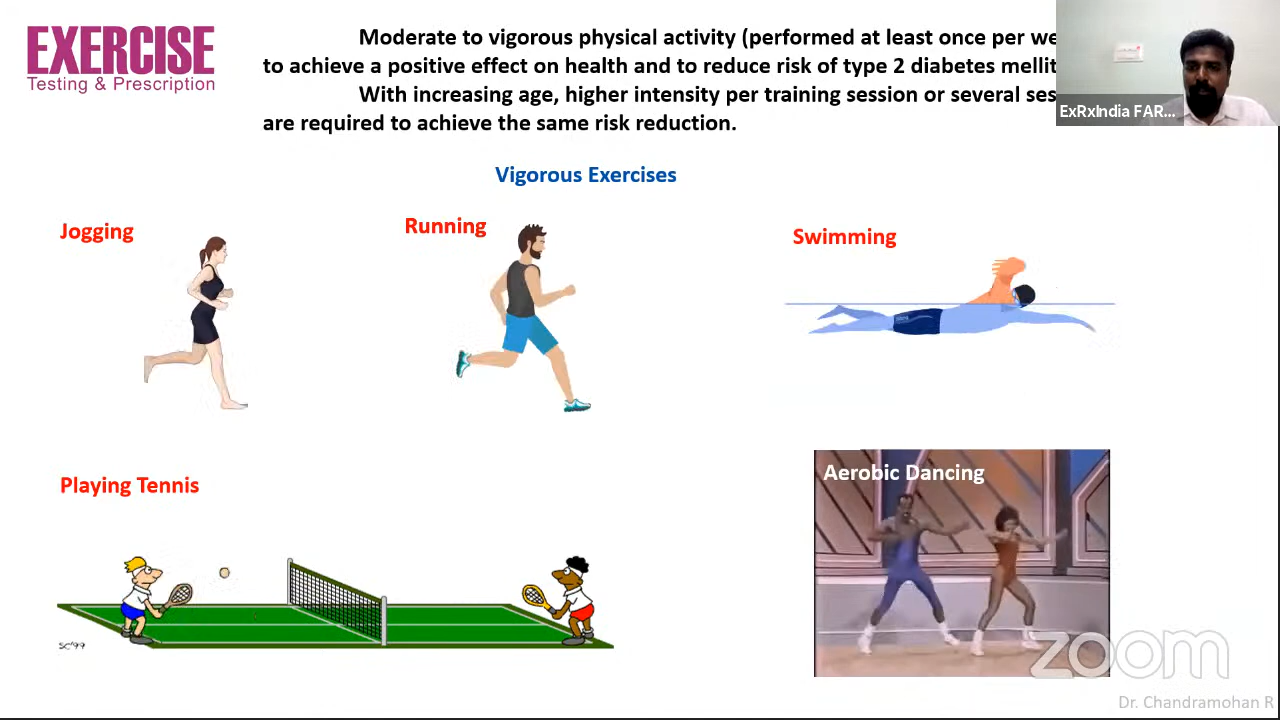 EXERCISE
Testing & Prescription
Moderate to vigorous physical activity (performed at least once per
to achieve a positive effect on health and to reduce risk of type 2 diabetes
With increasing age, higher intensity per training session or several
are required to achieve the same risk reduction.
ExRxIndia FAR...
Vigorous Exercises
Jogging
Running
Swimming
Playing Tennis
Aerobic Dancing
SC'99
zoom
Dr. Chandramohan R